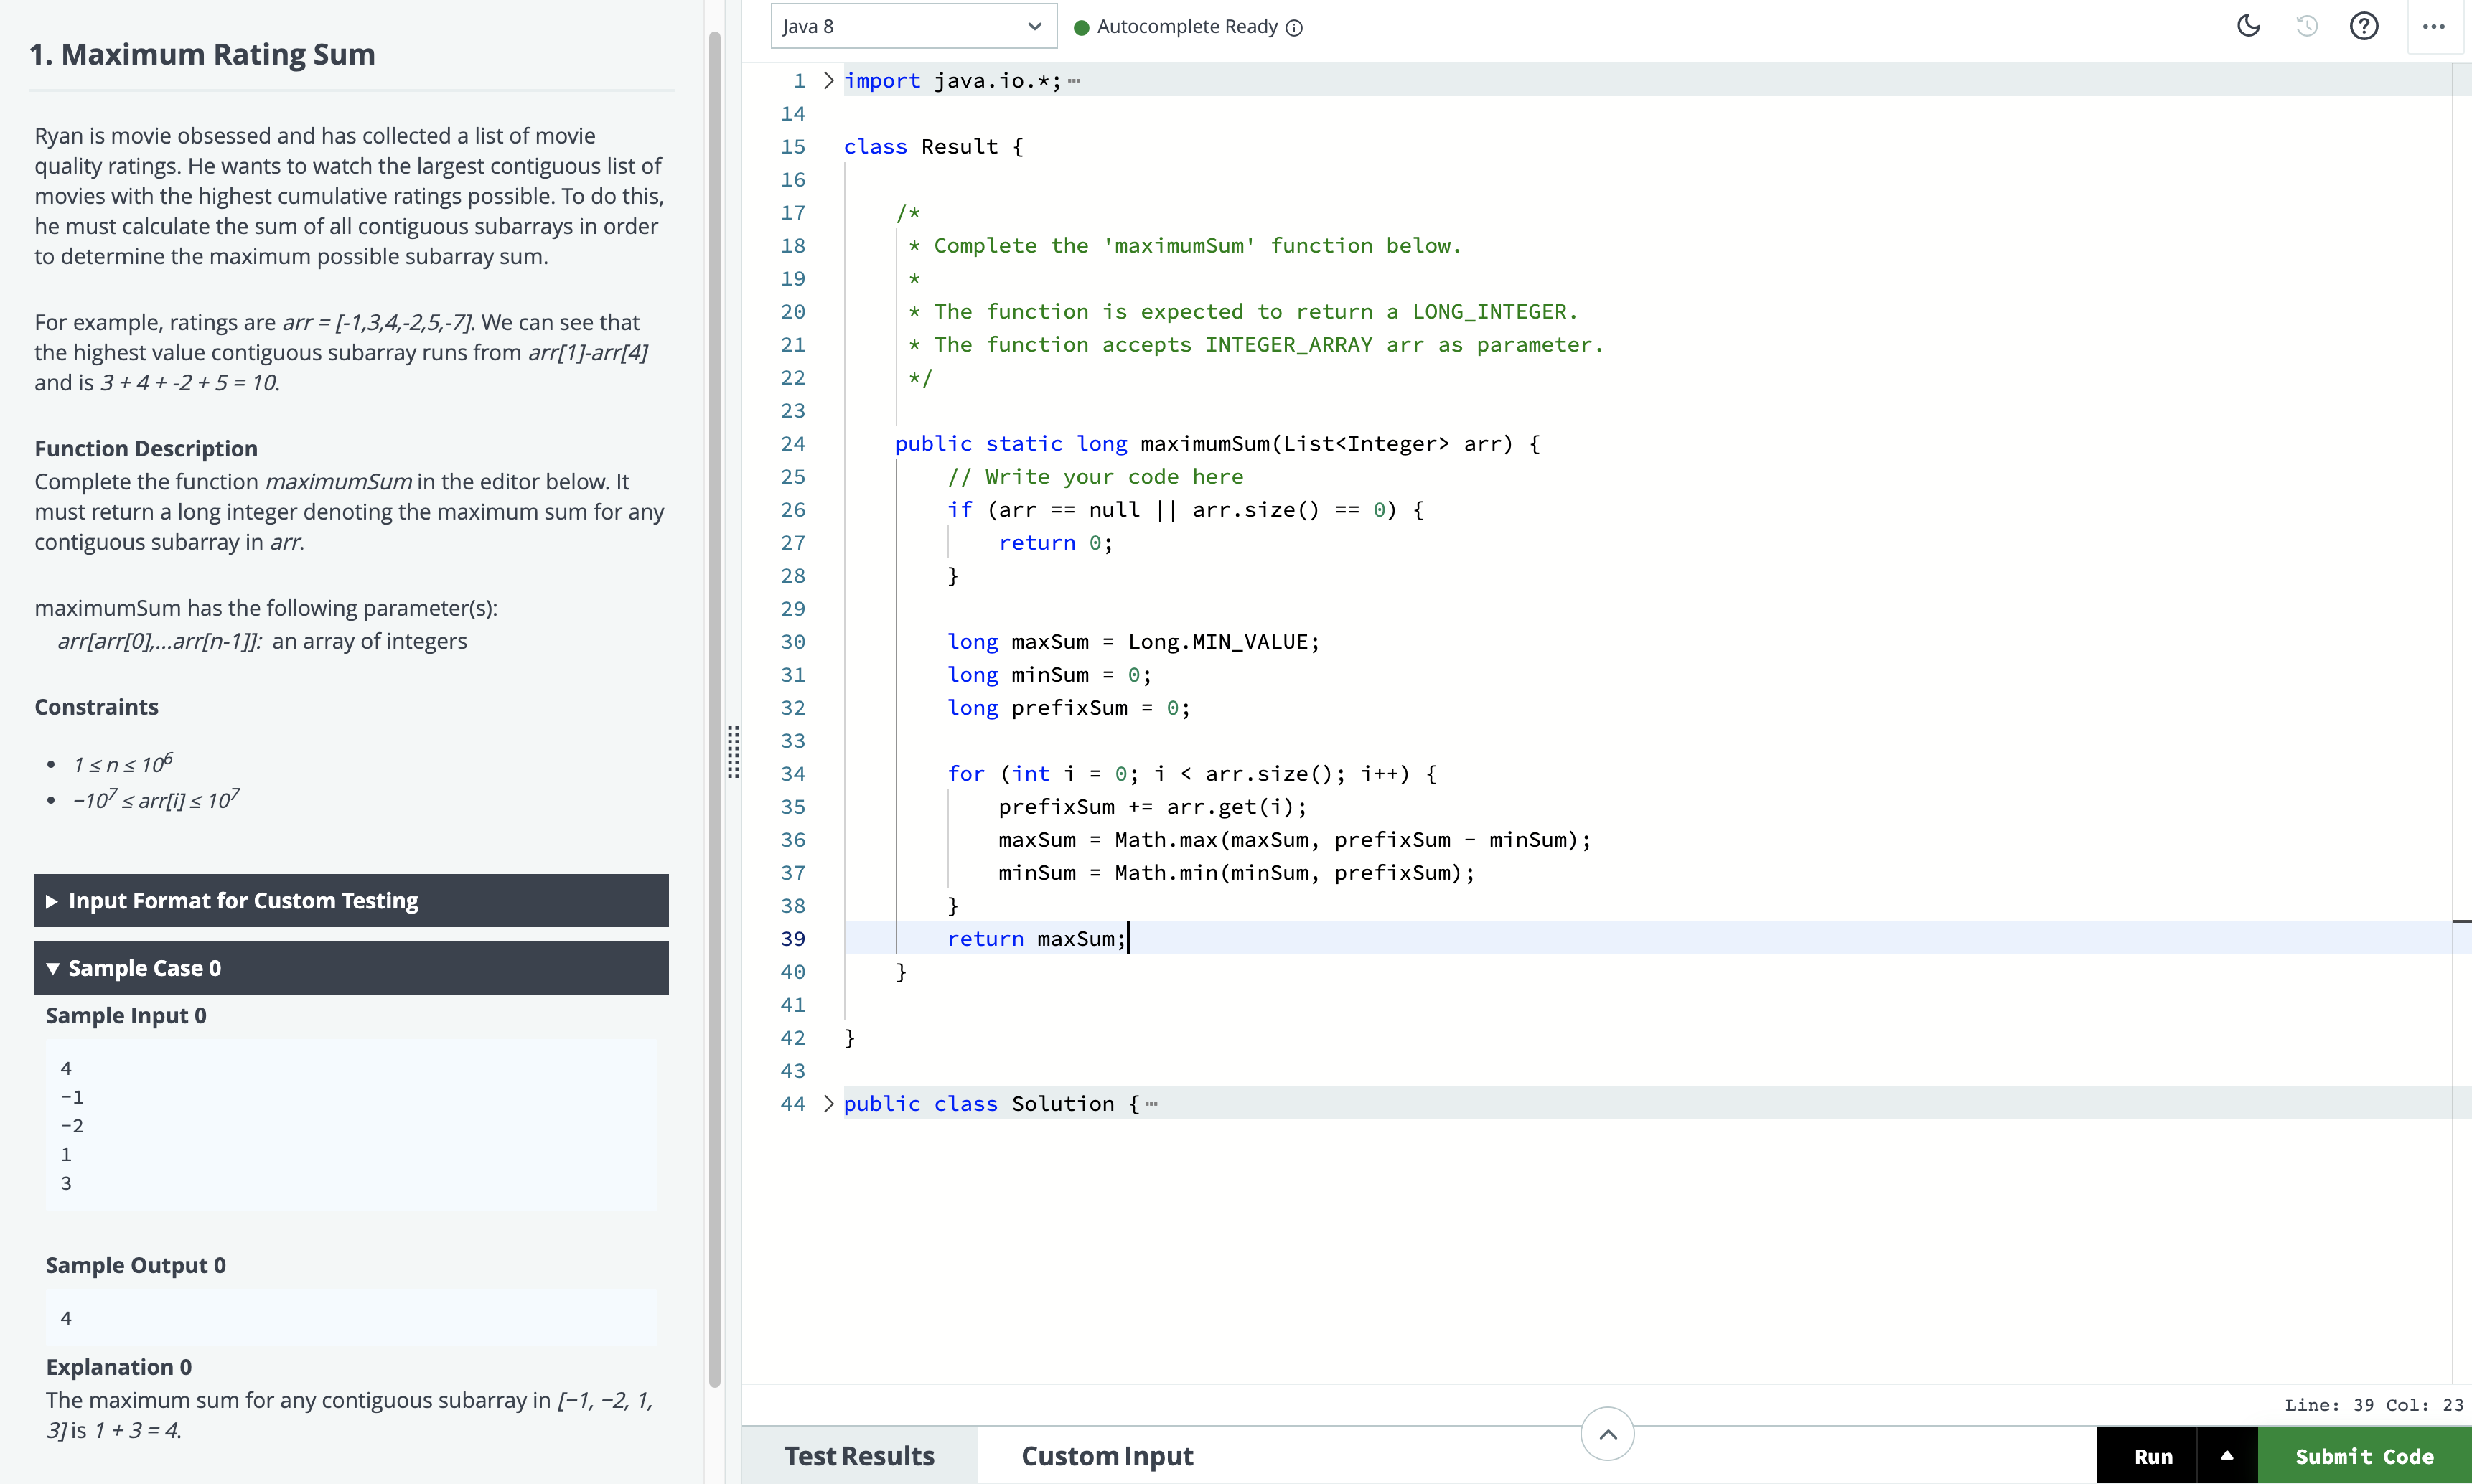 1. Maximum Rating Sum
Ryan is movie obsessed and has collected a list of movie
quality ratings. He wants to watch the largest contiguous list of
movies with the highest cumulative ratings possible. To do this,
he must calculate the sum of all contiguous subarrays in order
to determine the maximum possible subarray sum.
For example, ratings are arr = [-1,3,4,-2,5,-7]. We can see that
the highest value contiguous subarray runs from arr[1]-arr[4]
and is 3 + 4 + -2 + 5 = 10.
Function Description
Complete the function maximumSum in the editor below. It
must return a long integer denoting the maximum sum for any
contiguous subarray in arr.
maximumSum has the following parameter(s):
arr[arr[0],...arr[n-1]]: an array of integers
Constraints
• 1 ≤ n ≤ 10⁶
• −10⁷ ≤ arr[i] ≤ 10⁷
Input Format for Custom Testing
Sample Case 0
Sample Input 0
4
−1
−2
1
3
Sample Output 0
4
Explanation 0
The maximum sum for any contiguous subarray in [−1, −2, 1,
3] is 1 + 3 = 4.
Java 8
Autocomplete Ready
1 import java.io.*;
14
15 class Result {
16
17 /*
18 * Complete the 'maximumSum' function below.
19 *
20 * The function is expected to return a LONG_INTEGER.
21 * The function accepts INTEGER_ARRAY arr as parameter.
22 */
23
24 public static long maximumSum(List<Integer> arr) {
25 // Write your code here
26 if (arr == null || arr.size() == 0) {
27 return 0;
28 }
29
30 long maxSum = Long.MIN_VALUE;
31 long minSum = 0;
32 long prefixSum = 0;
33
34 for (int i = 0; i < arr.size(); i++) {
35 prefixSum += arr.get(i);
36 maxSum = Math.max(maxSum, prefixSum - minSum);
37 minSum = Math.min(minSum, prefixSum);
38 }
39 return maxSum;
40 }
41
42 }
43
44 public class Solution {
Line: 39 Col: 23
Test Results
Custom Input
Run
Submit Code